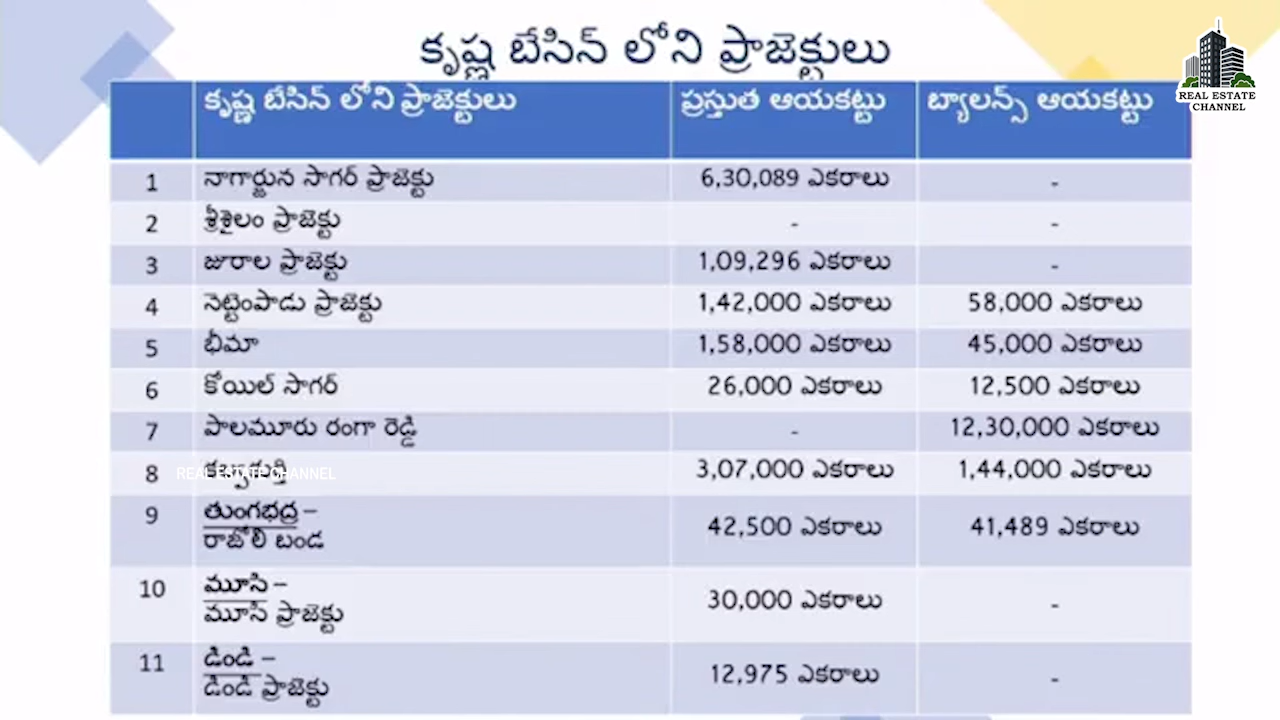 కృష్ణ బేసిన్ లోని ప్రాజెక్టులు
REAL ESTATE
CHANNEL
కృష్ణ బేసిన్ లోని ప్రాజెక్టులు ప్రస్తుత ఆయకట్టు బ్యాలన్స్ ఆయకట్టు
1 నాగార్జున సాగర్ ప్రాజెక్టు 6,30,089 ఎకరాలు -
2 శ్రీశైలం ప్రాజెక్టు - -
3 జురాల ప్రాజెక్టు 1,09,296 ఎకరాలు -
4 నెట్టెంపాడు ప్రాజెక్టు 1,42,000 ఎకరాలు 58,000 ఎకరాలు
5 భీమా 1,58,000 ఎకరాలు 45,000 ఎకరాలు
6 కోయిల్ సాగర్ 26,000 ఎకరాలు 12,500 ఎకరాలు
7 పాలమూరు రంగా రెడ్డి - 12,30,000 ఎకరాలు
8 REAL ESTATE CHANNEL 3,07,000 ఎకరాలు 1,44,000 ఎకరాలు
9 తుంగభద్ర –
రాజోలి బండ 42,500 ఎకరాలు 41,489 ఎకరాలు
10 మూసి –
మూసీ ప్రాజెక్టు 30,000 ఎకరాలు -
11 డిండి –
డిండి ప్రాజెక్టు 12,975 ఎకరాలు -